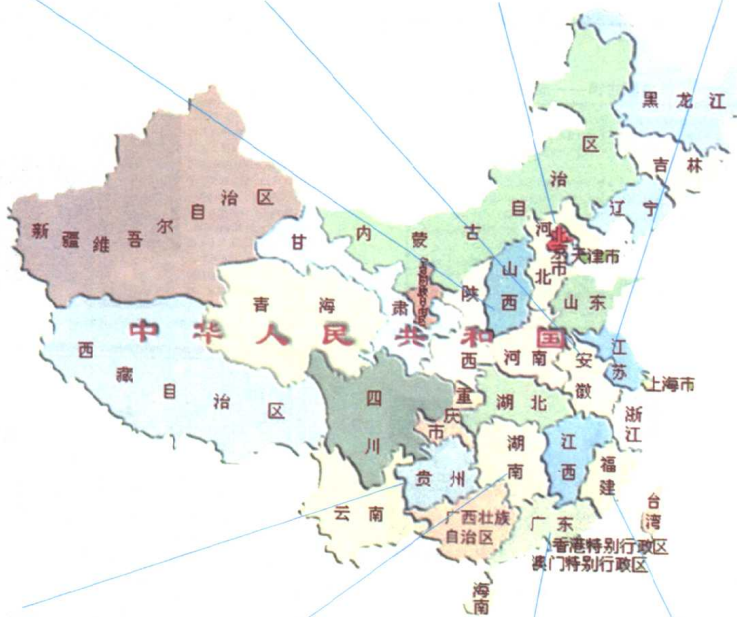 黑龙江
吉林
辽宁
内蒙古自治区
新疆维吾尔自治区
甘肃
北京市
天津市
河北
山西
陕西
山东
青海
中华人民共和国
西藏自治区
河南
江苏
安徽
上海市
四川
重庆市
湖北
浙江
湖南
江西
福建
贵州
云南
广西壮族
自治区
广东
台湾
香港特别行政区
澳门特别行政区
海南